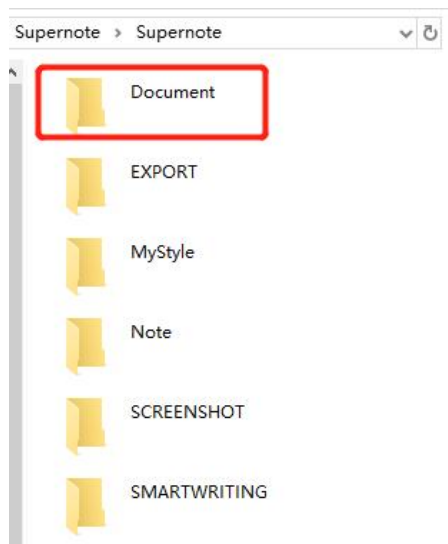 Supernote > Supernote
Document
EXPORT
MyStyle
Note
SCREENSHOT
SMARTWRITING